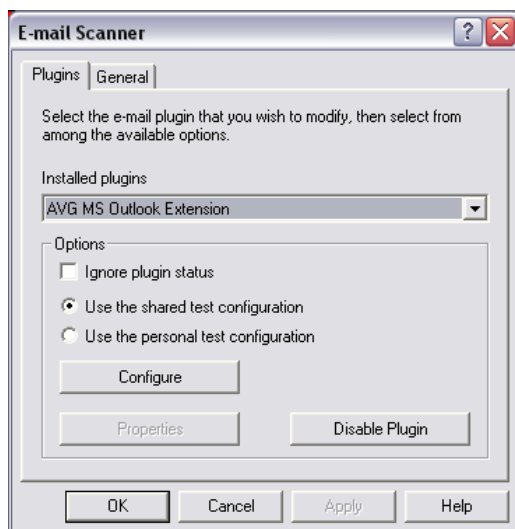 E-mail Scanner
Plugins General
Select the e-mail plugin that you wish to modify, then select from
among the available options.
Installed plugins
AVG MS Outlook Extension
Options
Ignore plugin status
Use the shared test configuration
Use the personal test configuration
Configure
Properties Disable Plugin
OK Cancel Apply Help